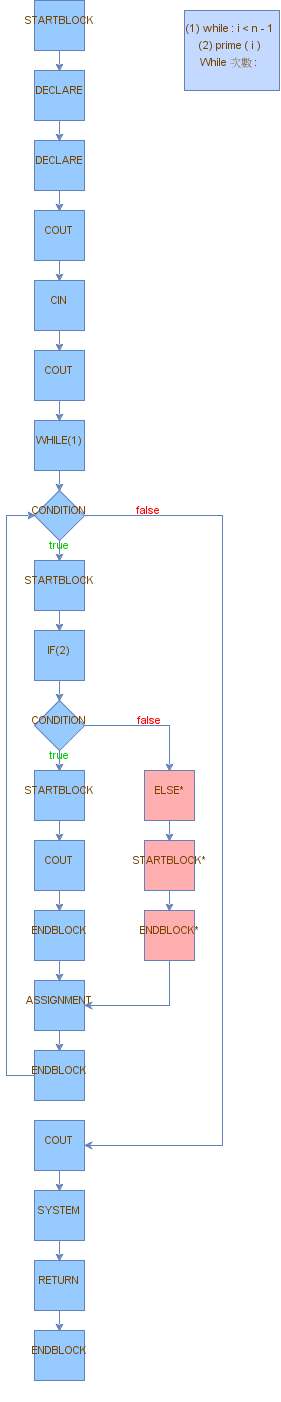 STARTBLOCK
(1) while : i < n - 1
(2) prime ( i )
While 次數 :
DECLARE
DECLARE
COUT
CIN
COUT
WHILE(1)
CONDITION
false
true
STARTBLOCK
IF(2)
CONDITION
false
true
STARTBLOCK
ELSE*
COUT
STARTBLOCK*
ENDBLOCK
ENDBLOCK*
ASSIGNMENT
ENDBLOCK
COUT
SYSTEM
RETURN
ENDBLOCK